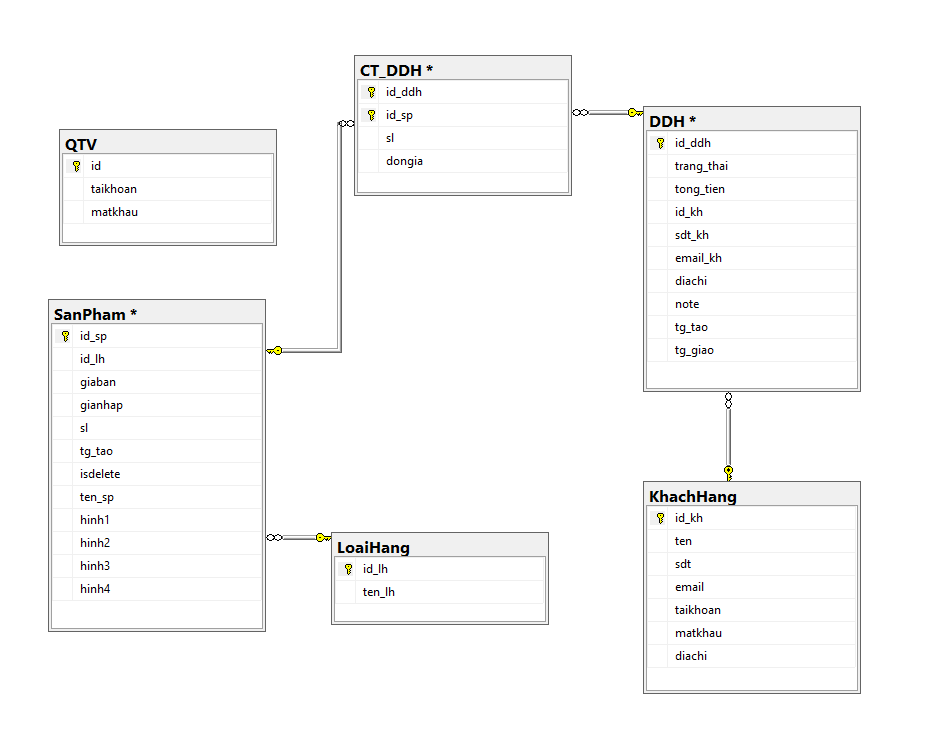 CT_DDH *
id_ddh
id_sp
sl
dongia
DDH *
id_ddh
trang_thai
tong_tien
id_kh
sdt_kh
email_kh
diachi
note
tg_tao
tg_giao
QTV
id
taikhoan
matkhau
SanPham *
id_sp
id_lh
giaban
gianhap
sl
tg_tao
isdelete
ten_sp
hinh1
hinh2
hinh3
hinh4
LoaiHang
id_lh
ten_lh
KhachHang
id_kh
ten
sdt
email
taikhoan
matkhau
diachi